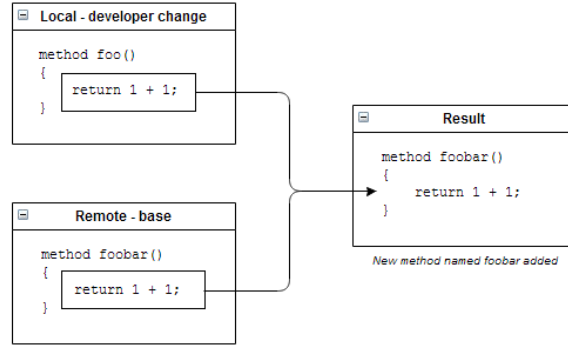 Local - developer change
method foo()
{
return 1 + 1;
}
Remote - base
method foobar()
{
return 1 + 1;
}
Result
method foobar()
{
return 1 + 1;
}
New method named foobar added